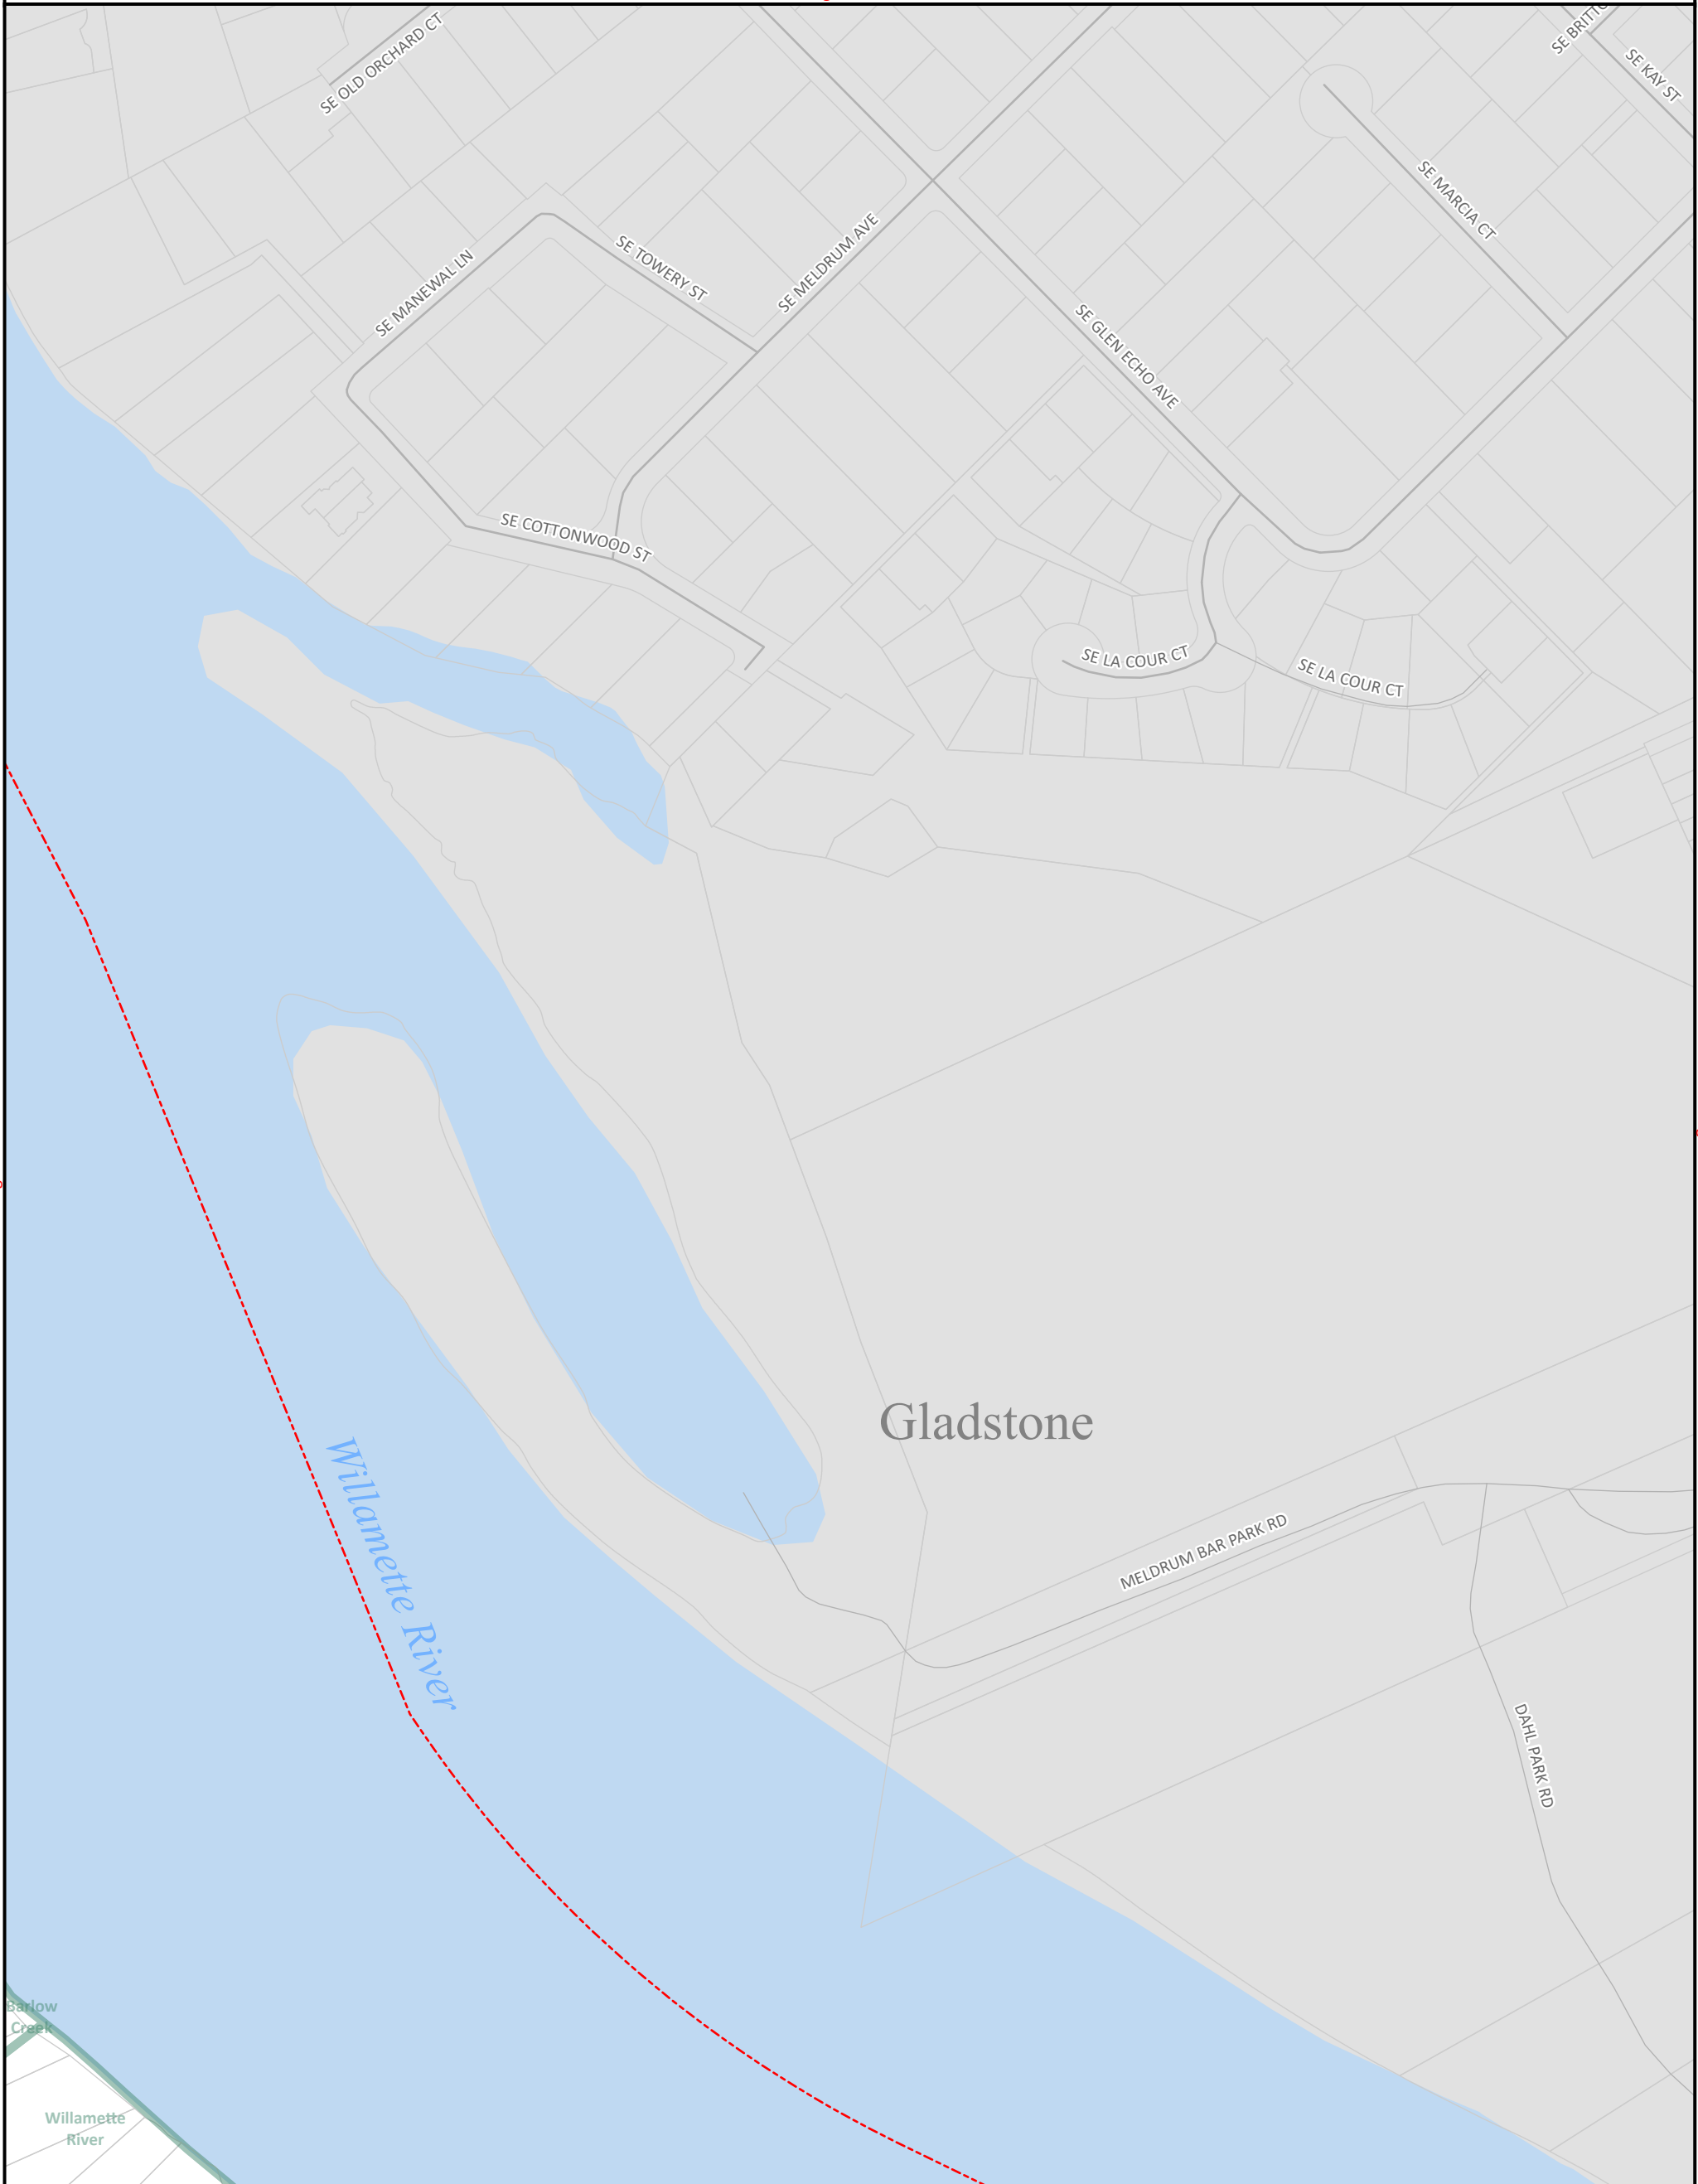 SE OLD ORCHARD CT
SE KAY ST
SE MARCIA CT
SE MANEWAL LN
SE TOWERY ST
SE MELDRUM AVE
SE GLEN ECHO AVE
SE COTTONWOOD ST
SE LA COUR CT
SE LA COUR CT
Gladstone
Willamette River
MELDRUM BAR PARK RD
DAHL PARK RD
Barlow
Creek
Willamette
River